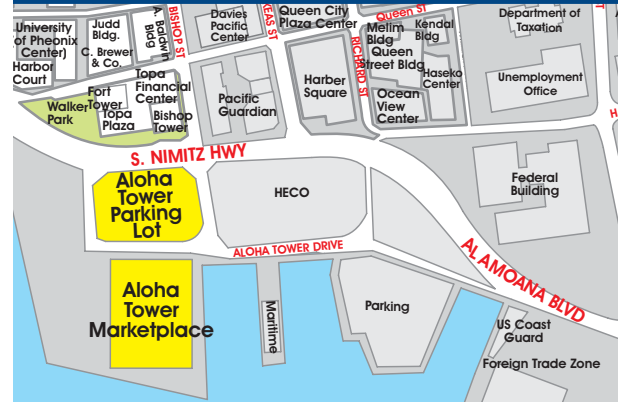 University
of Pheonix
Center)
Harbor
Court
Judd
Bldg.
C. Brewer
& Co.
A. Baldwin
Bldg
BISHOP ST
Davies
Pacific
Center
Queen City
Plaza Center
Queen ST
Melim
Bldg
Kendal
Bldg
Queen
Street Bldg
RICHARD ST
Haseko
Center
Ocean
View
Center
Department of
Taxation
Unemployment
Office
Topa
Financial
Center
Fort
Tower
Walker
Park
Topa
Plaza
Bishop
Tower
Pacific
Guardian
Harber
Square
S. NIMITZ HWY
Aloha
Tower
Parking
Lot
HECO
Federal
Building
ALOHA TOWER DRIVE
ALAMOANA BLVD
Aloha
Tower
Marketplace
Maritime
Parking
US Coast
Guard
Foreign Trade Zone